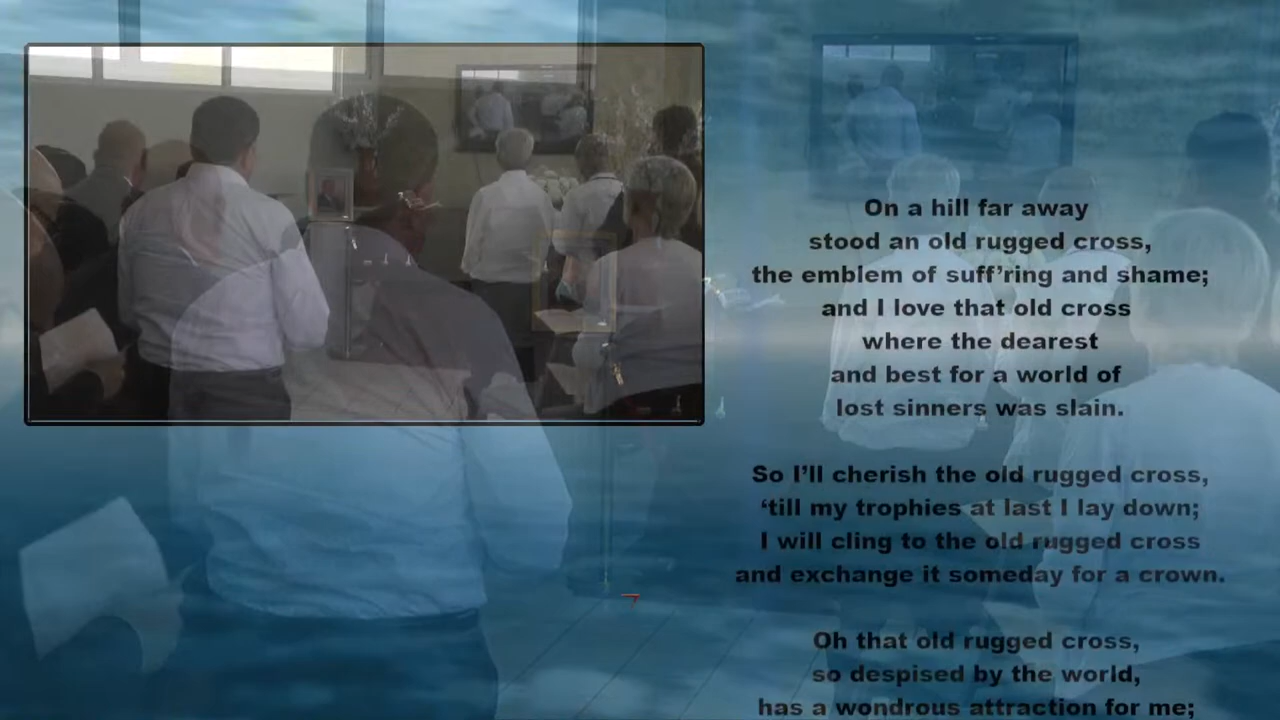 On a hill far away
stood an old rugged cross,
the emblem of suff’ring and shame;
and I love that old cross
where the dearest
and best for a world of
lost sinners was slain.
So I’ll cherish the old rugged cross,
‘till my trophies at last I lay down;
I will cling to the old rugged cross
and exchange it someday for a crown.
Oh that old rugged cross,
so despised by the world,
has a wondrous attraction for me;